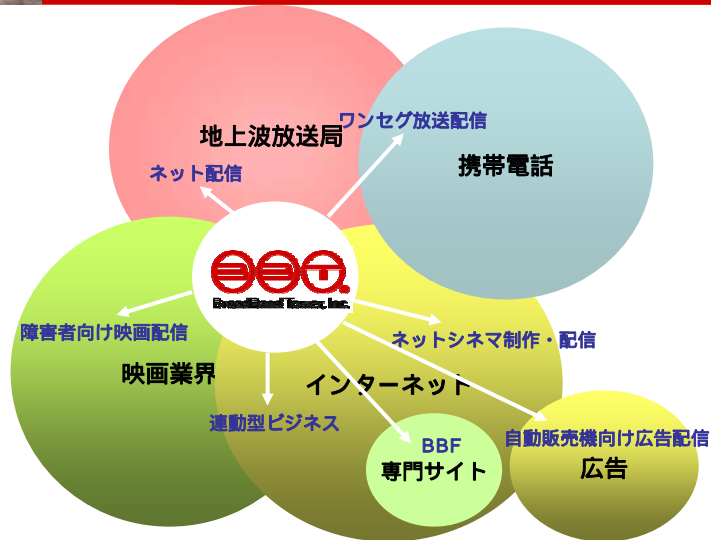 ワンセグ放送配信
地上波放送局
携帯電話
ネット配信
BBT
BroadBand Tower, Inc.
障害者向け映画配信
ネットシネマ制作・配信
映画業界
インターネット
連動型ビジネス
自動販売機向け広告配信
BBF
専門サイト
広告